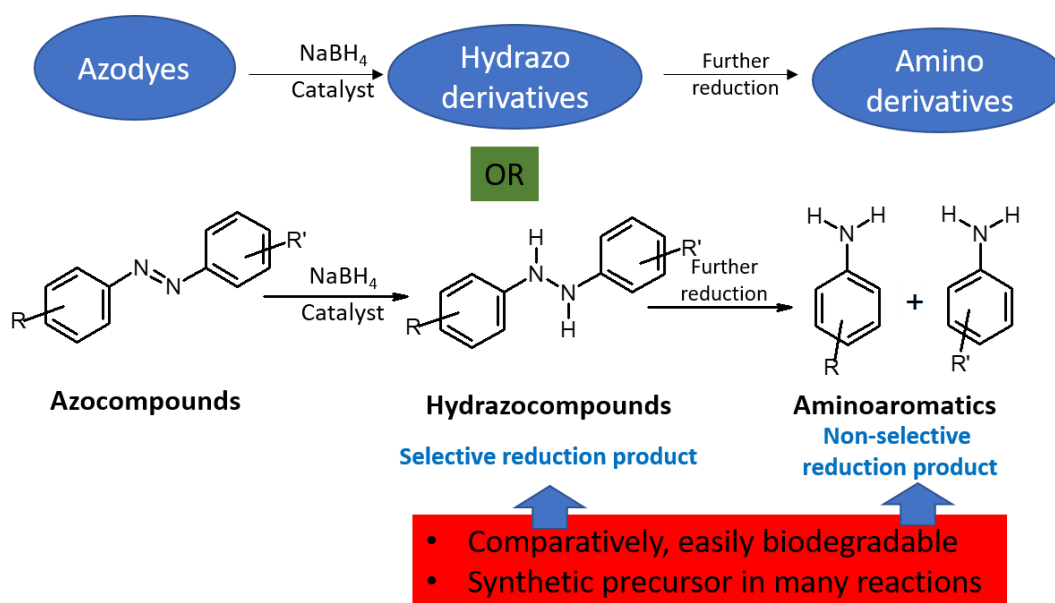 Azodyes
NaBH4
Catalyst
Hydrazo
derivatives
Further
reduction
Amino
derivatives
OR
N
N
R
R'
NaBH4
Catalyst
H
N
N
H
R
R'
Further
reduction
H
H
N
R
+
H
H
N
R'
Azocompounds
Hydrazocompounds
Aminoaromatics
Selective reduction product
Non-selective
reduction product
• Comparatively, easily biodegradable
• Synthetic precursor in many reactions